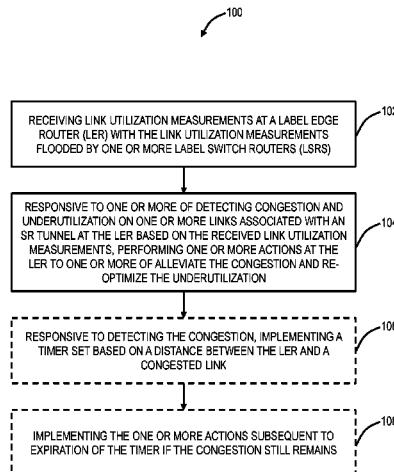 100
102
RECEIVING LINK UTILIZATION MEASUREMENTS AT A LABEL EDGE
ROUTER (LER) WITH THE LINK UTILIZATION MEASUREMENTS
FLOODED BY ONE OR MORE LABEL SWITCH ROUTERS (LSRS)
104
RESPONSIVE TO ONE OR MORE OF DETECTING CONGESTION AND
UNDERUTILIZATION ON ONE OR MORE LINKS ASSOCIATED WITH AN
SR TUNNEL AT THE LER BASED ON THE RECEIVED LINK UTILIZATION
MEASUREMENTS, PERFORMING ONE OR MORE ACTIONS AT THE
LER TO ONE OR MORE OF ALLEVIATE THE CONGESTION AND RE-
OPTIMIZE THE UNDERUTILIZATION
106
RESPONSIVE TO DETECTING THE CONGESTION, IMPLEMENTING A
TIMER SET BASED ON A DISTANCE BETWEEN THE LER AND A
CONGESTED LINK
108
IMPLEMENTING THE ONE OR MORE ACTIONS SUBSEQUENT TO
EXPIRATION OF THE TIMER IF THE CONGESTION STILL REMAINS